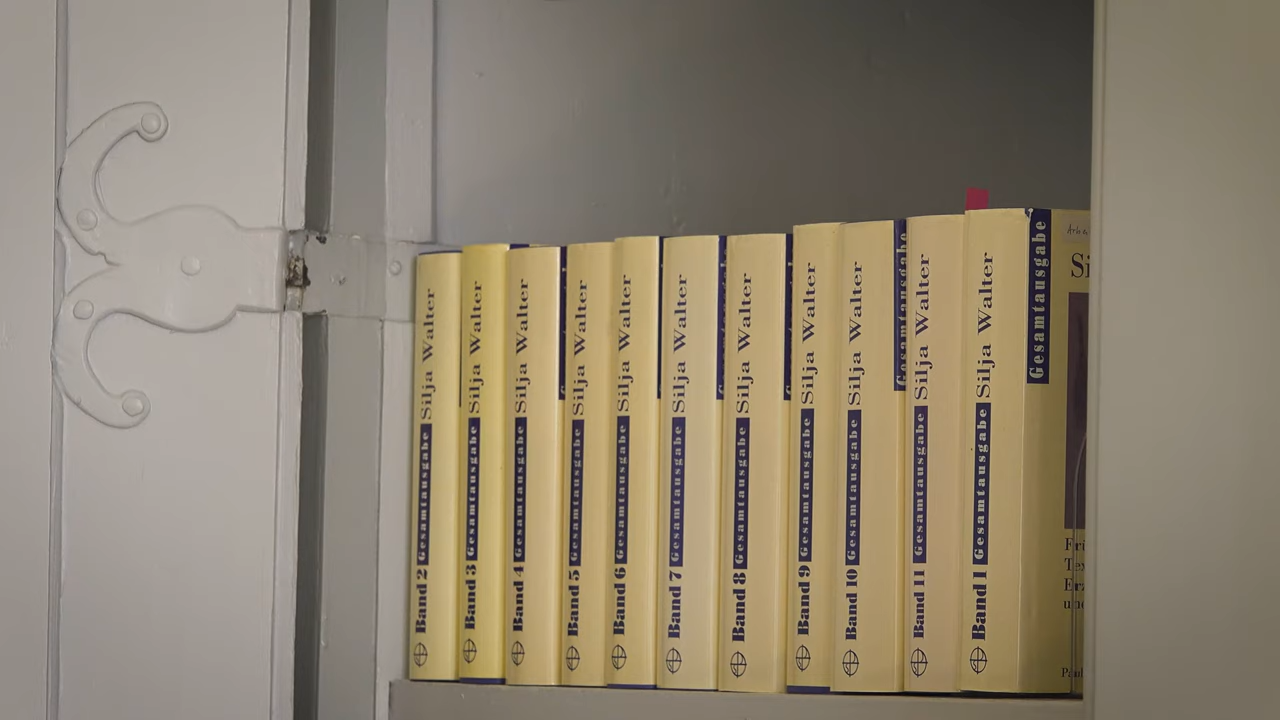 Band 2 Gesamtausgabe Silja Walter
Band 3 Gesamtausgabe Silja Walter
Band 4 Gesamtausgabe Silja Walter
Band 5 Gesamtausgabe Silja Walter
Band 6 Gesamtausgabe Silja Walter
Band 7 Gesamtausgabe Silja Walter
Band 8 Gesamtausgabe Silja Walter
Band 9 Gesamtausgabe Silja Walter
Band 10 Gesamtausgabe Silja Walter
Gesamtausgabe
Band 11 Gesamtausgabe Silja Walter
Band 1 Gesamtausgabe Silja Walter
Gesamtausgabe